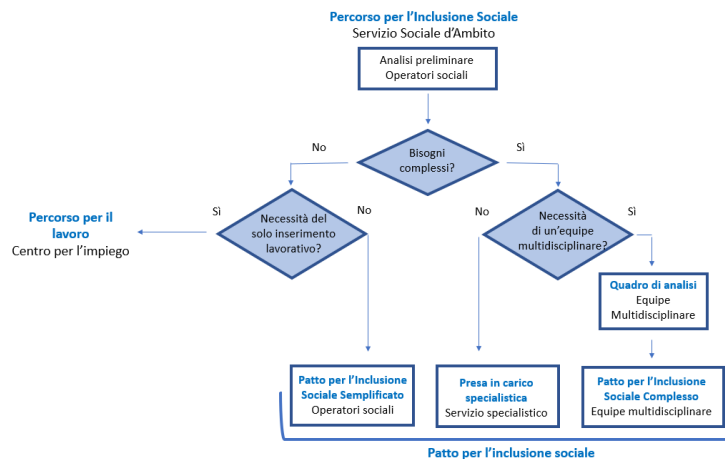 Percorso per l’Inclusione Sociale
Servizio Sociale d’Ambito
Analisi preliminare
Operatori sociali
Bisogni
complessi?
No
Sì
Necessità del
solo inserimento
lavorativo?
Sì
No
Percorso per il
lavoro
Centro per l’impiego
Necessità
di un’equipe
multidisciplinare?
No
Sì
Quadro di analisi
Equipe
Multidisciplinare
Patto per l’Inclusione
Sociale Semplificato
Operatori sociali
Presa in carico
specialistica
Servizio specialistico
Patto per l’Inclusione
Sociale Complesso
Equipe multidisciplinare
Patto per l’inclusione sociale